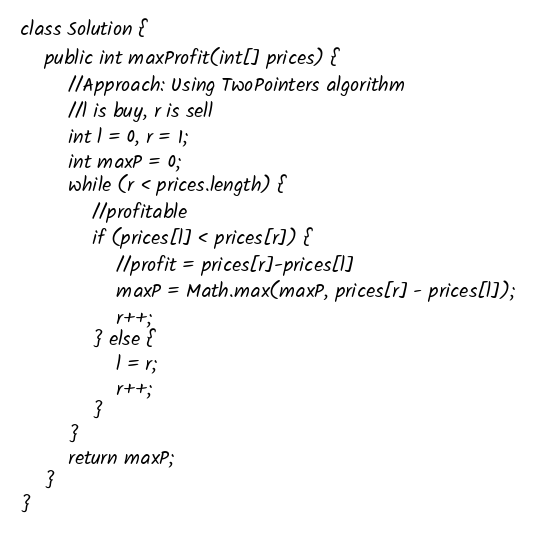 class Solution {
public int maxProfit(int[] prices) {
//Approach: Using TwoPointers algorithm
//l is buy, r is sell
int l = 0, r = 1;
int maxP = 0;
while (r < prices.length) {
//profitable
if (prices[l] < prices[r]) {
//profit = prices[r]-prices[l]
maxP = Math.max(maxP, prices[r] - prices[l]);
r++;
} else {
l = r;
r++;
}
}
return maxP;
}
}